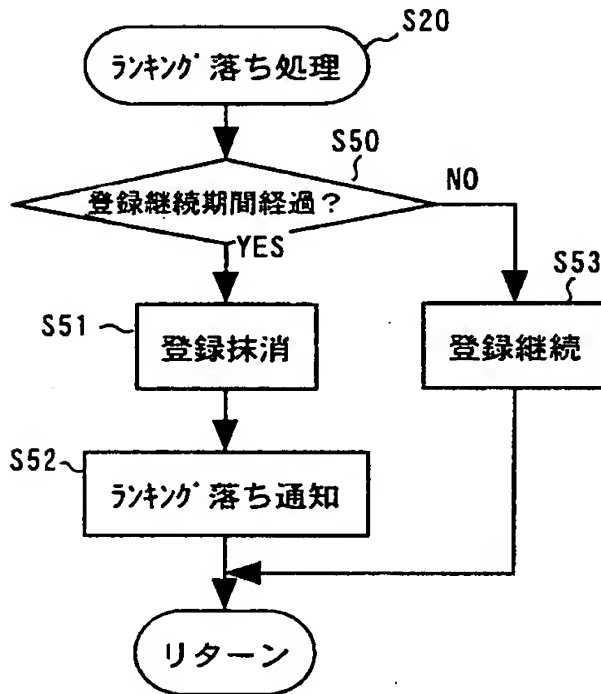 S20
ﾗﾝｷﾝｸﾞ落ち処理
S50
登録継続期間経過？
NO
YES
S53
S51
登録抹消
登録継続
S52
ﾗﾝｷﾝｸﾞ落ち通知
リターン